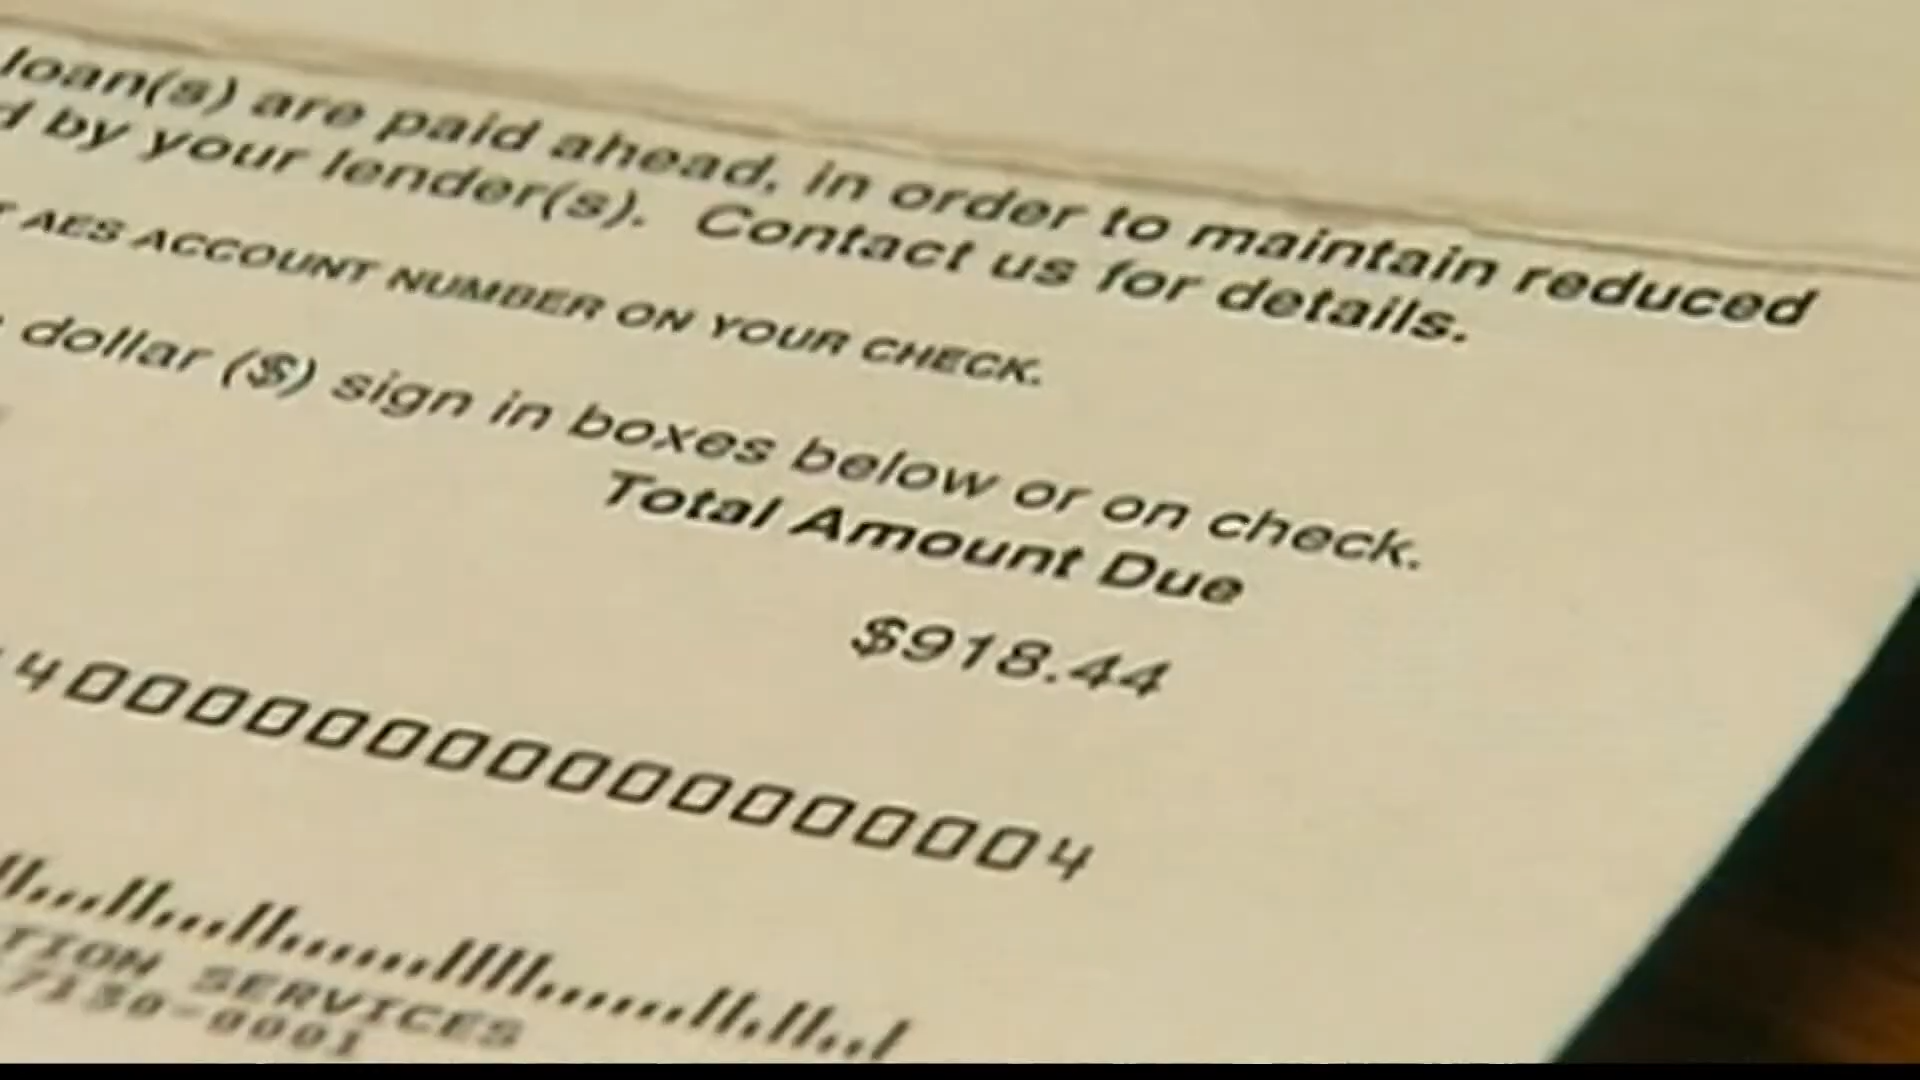 loan(s) are paid ahead, in order to maintain reduced
d by your lender(s).  Contact us for details.
T AES ACCOUNT NUMBER ON YOUR CHECK.
dollar ($) sign in boxes below or on check.
Total Amount Due
$918.44
4000000000000000004
TION SERVICES
7130-0001